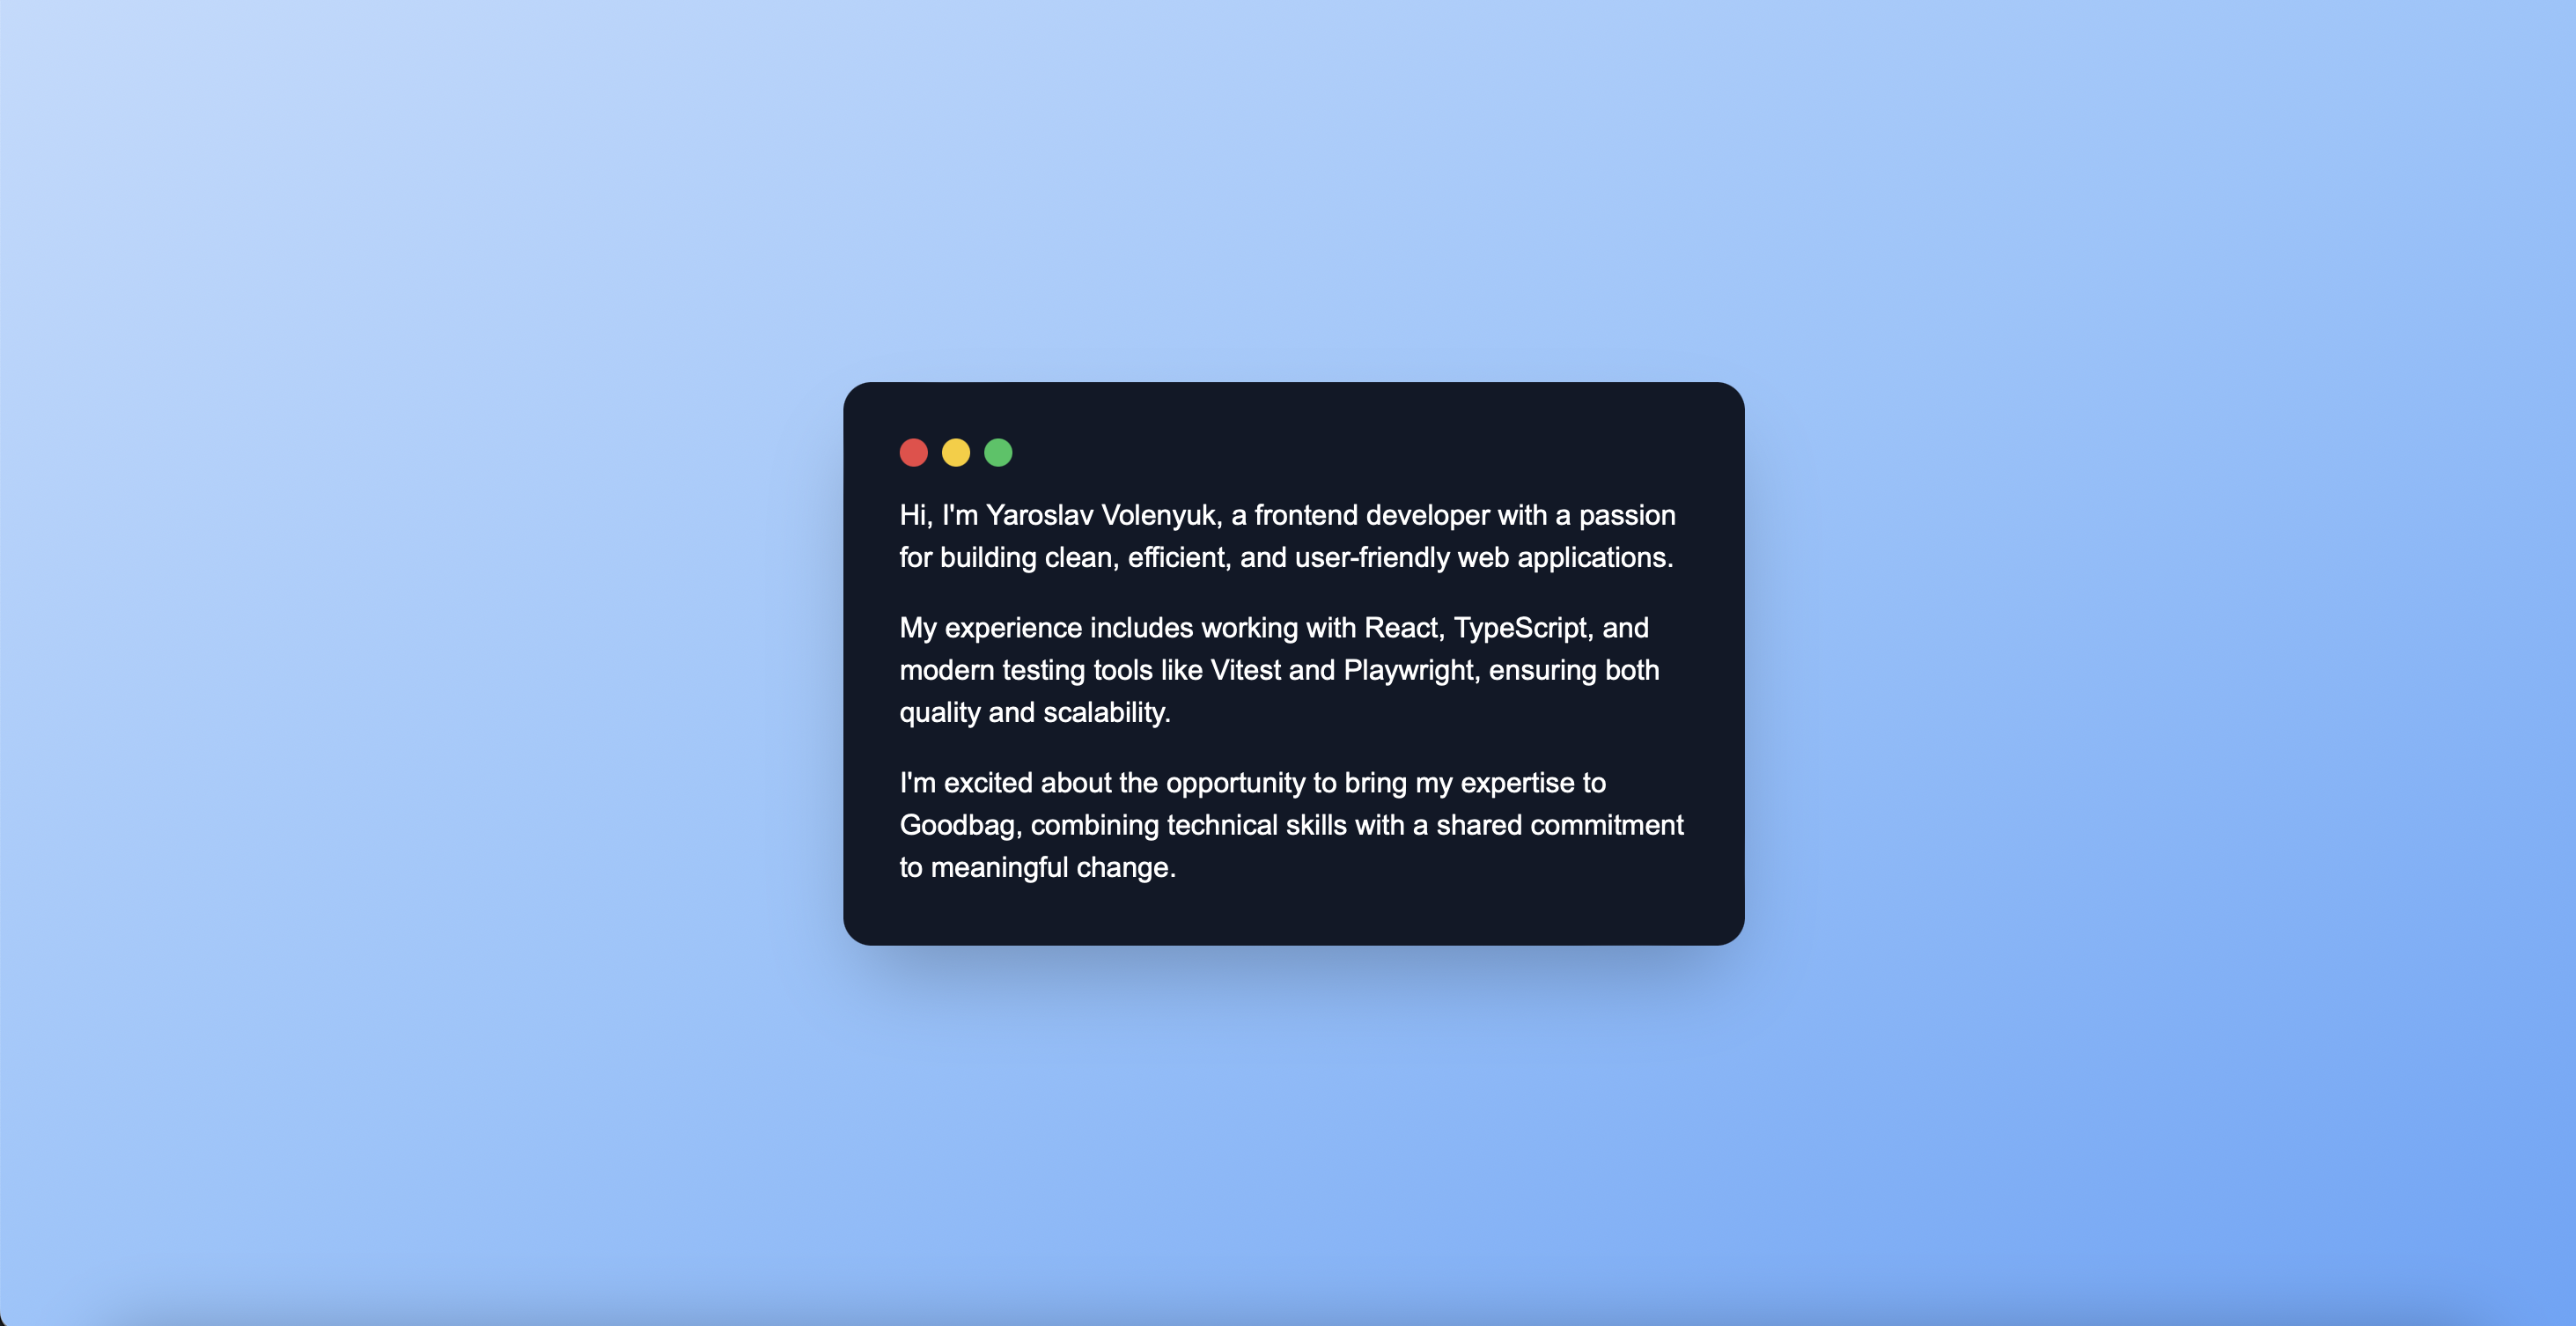 Hi, I'm Yaroslav Volenyuk, a frontend developer with a passion
for building clean, efficient, and user-friendly web applications.
My experience includes working with React, TypeScript, and
modern testing tools like Vitest and Playwright, ensuring both
quality and scalability.
I'm excited about the opportunity to bring my expertise to
Goodbag, combining technical skills with a shared commitment
to meaningful change.